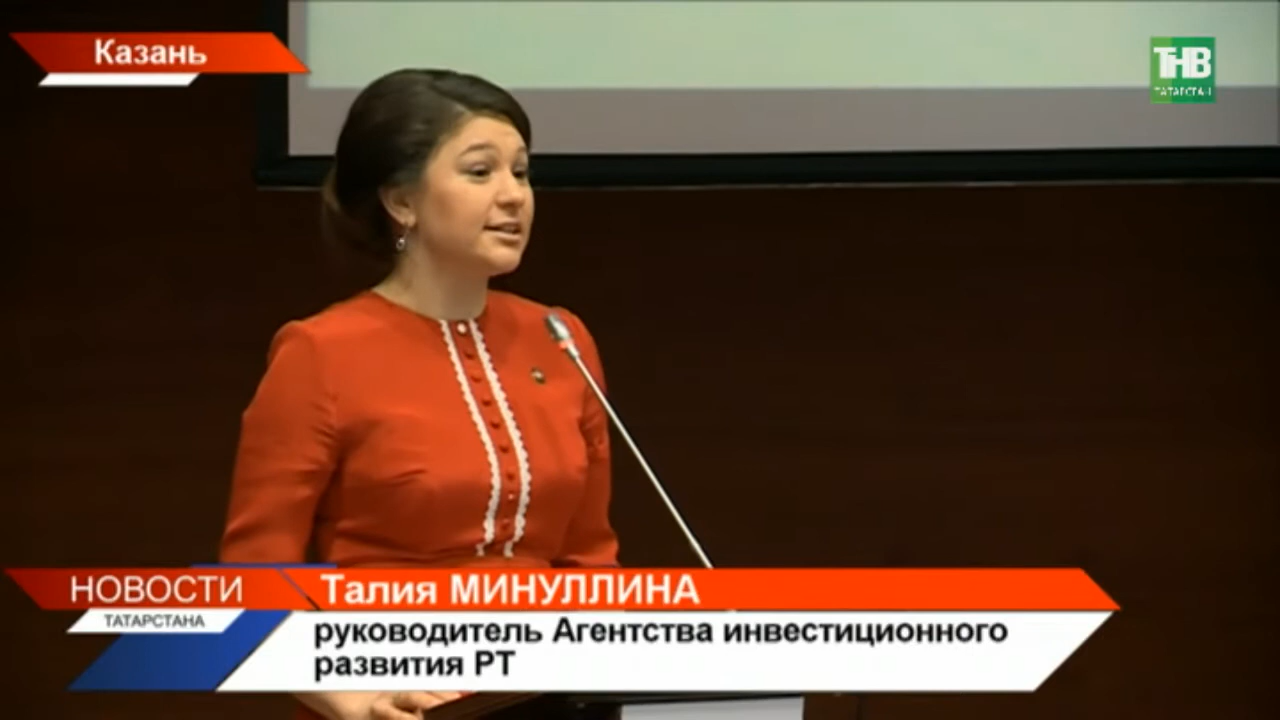 Казань
ТНВ
ТАТАРСТАН
НОВОСТИ
ТАТАРСТАНА
Талия МИНУЛЛИНА
руководитель Агентства инвестиционного
развития РТ